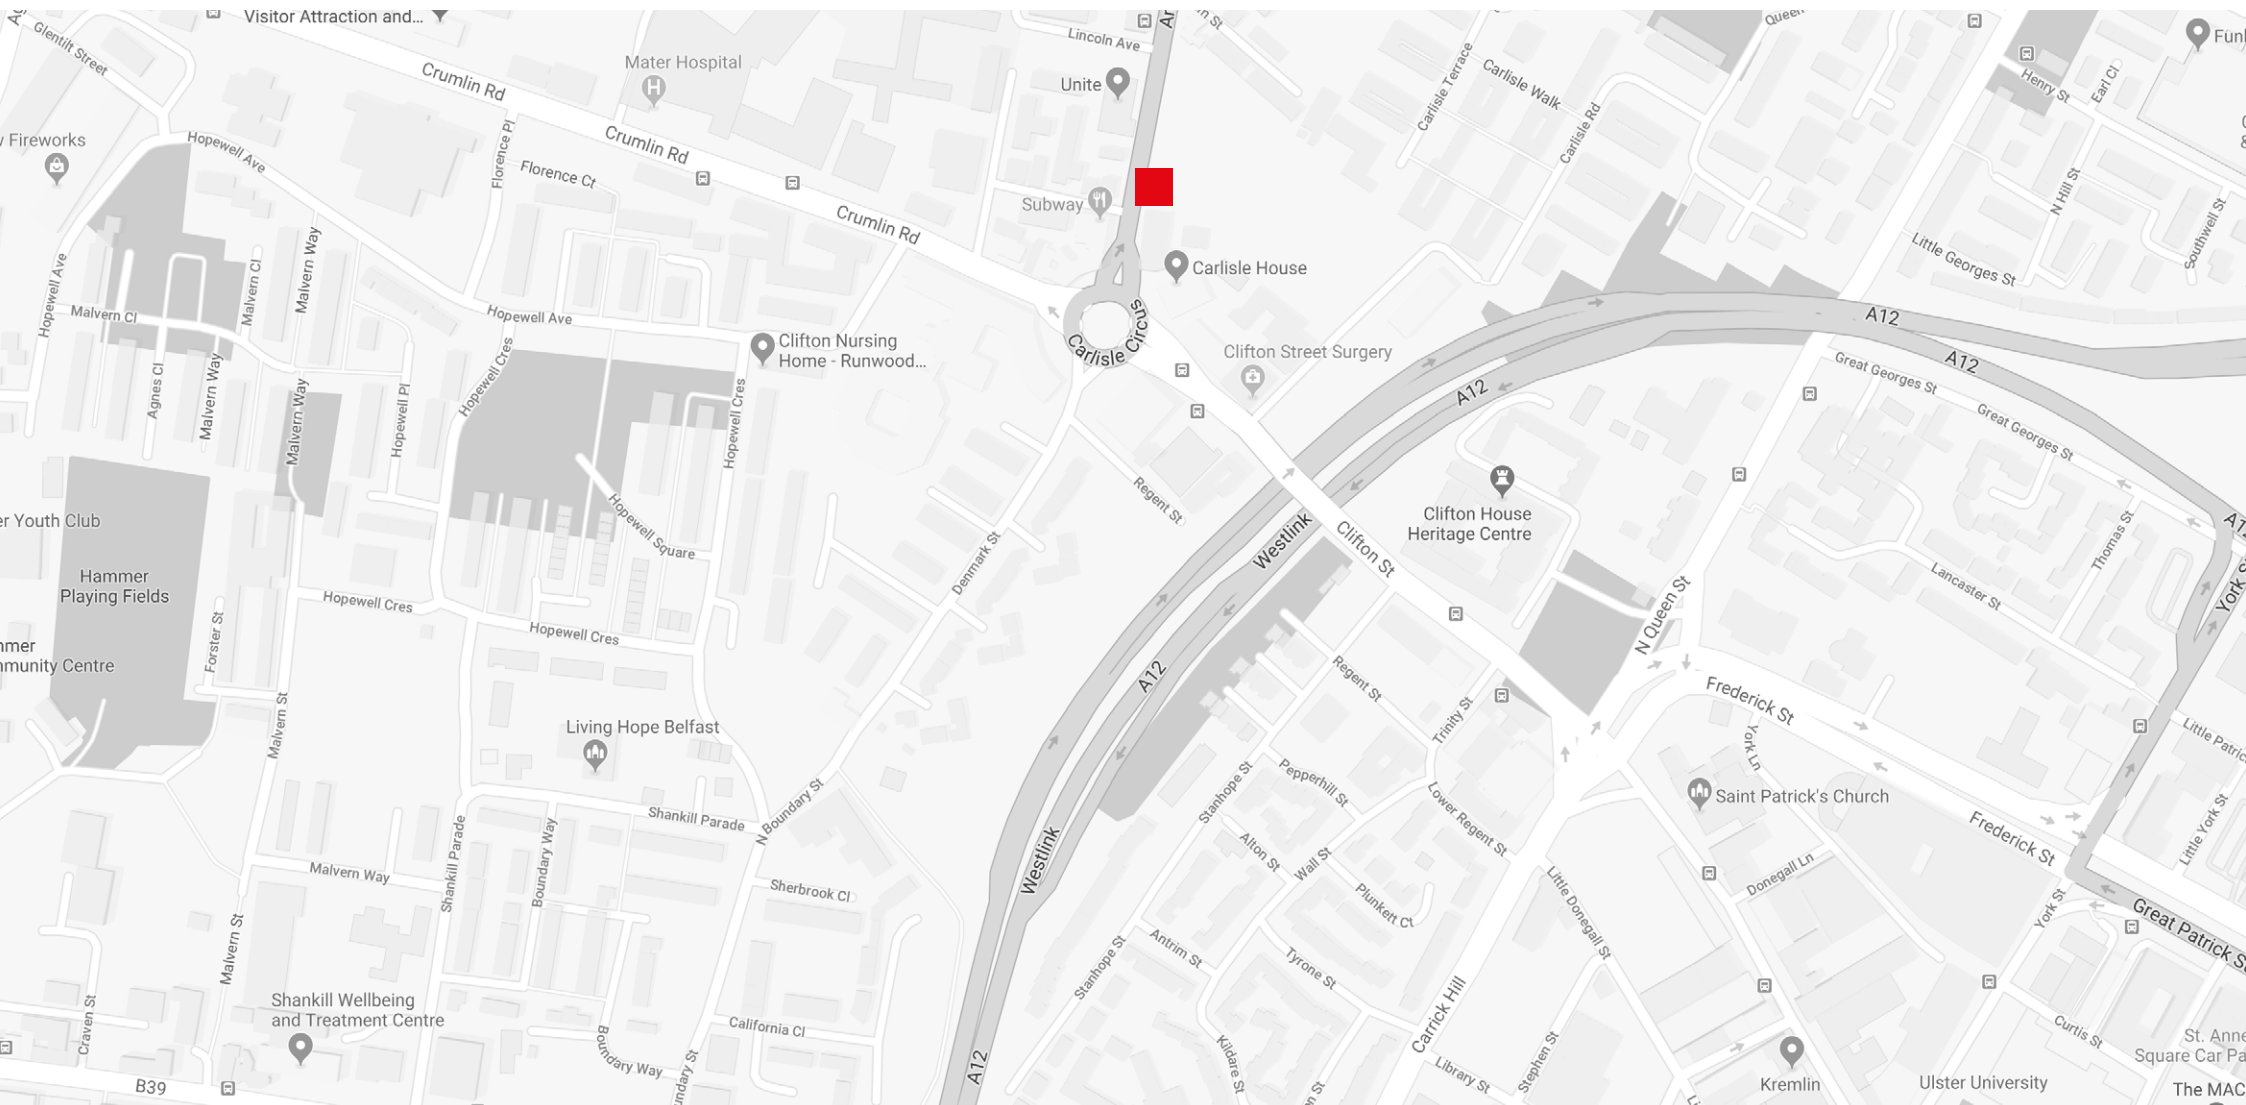 Visitor Attraction and...
Glentilt Street
Crumlin Rd
Mater Hospital
Lincoln Ave
Unite
Carlisle Terrace
Carlisle Walk
Carlisle Rd
Queen
Henry St
Earl Cl
Fireworks
Hopewell Ave
Florence Pl
Florence Ct
Crumlin Rd
Crumlin Rd
Subway
N Hill St
Southwell St
Little Georges St
Hopewell Ave
Malvern Cl
Malvern Cl
Malvern Way
Hopewell Ave
Carlisle House
Carlisle Circus
Clifton Nursing
Home - Runwood...
Clifton Street Surgery
A12
A12
A12
Great Georges St
Great Georges St
Agnes Cl
Malvern Way
Malvern Way
Hopewell Pl
Hopewell Cres
Hopewell Cres
Regent St
Clifton House
Heritage Centre
Westlink
Clifton St
Hopewell Square
er Youth Club
Hammer
Playing Fields
Denmark St
Thomas St
Lancaster St
York S
A12
Hopewell Cres
Hopewell Cres
Forster St
mmer
mmunity Centre
N Queen St
A12
Regent St
Trinity St
Frederick St
York Ln
Little Patric
Malvern St
Living Hope Belfast
Stanhope St
Pepperhill St
Lower Regent St
Saint Patrick's Church
Frederick St
Little York St
Shankill Parade
N Boundary St
Shankill Parade
Boundary Way
Malvern Way
Westlink
Alton St
Wall St
Plunkett Ct
Little Donegall St
Donegall Ln
York St
Great Patrick St
Sherbrook Cl
Malvern St
Stanhope St
Antrim St
Tyrone St
Carrick Hill
Craven St
Shankill Wellbeing
and Treatment Centre
California Cl
Boundary Way
undary St
A12
Kildare St
Library St
Stephen St
Curtis St
St. Anne
Square Car Pa
Kremlin
Ulster University
The MAC
B39